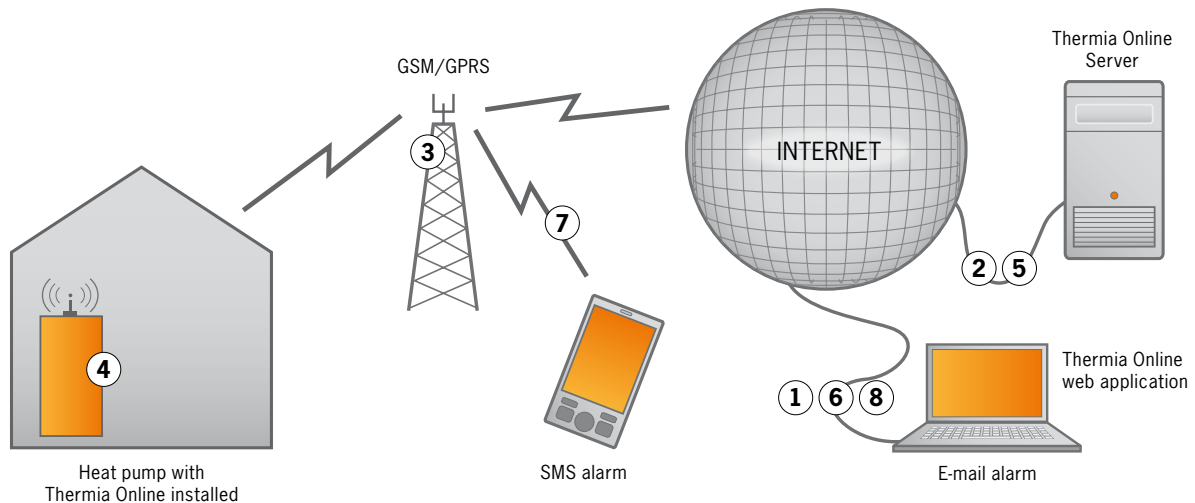 Thermia Online
Server
GSM/GPRS
3
INTERNET
7
2
5
4
1
6
8
Thermia Online
web application
Heat pump with
Thermia Online installed
SMS alarm
E-mail alarm